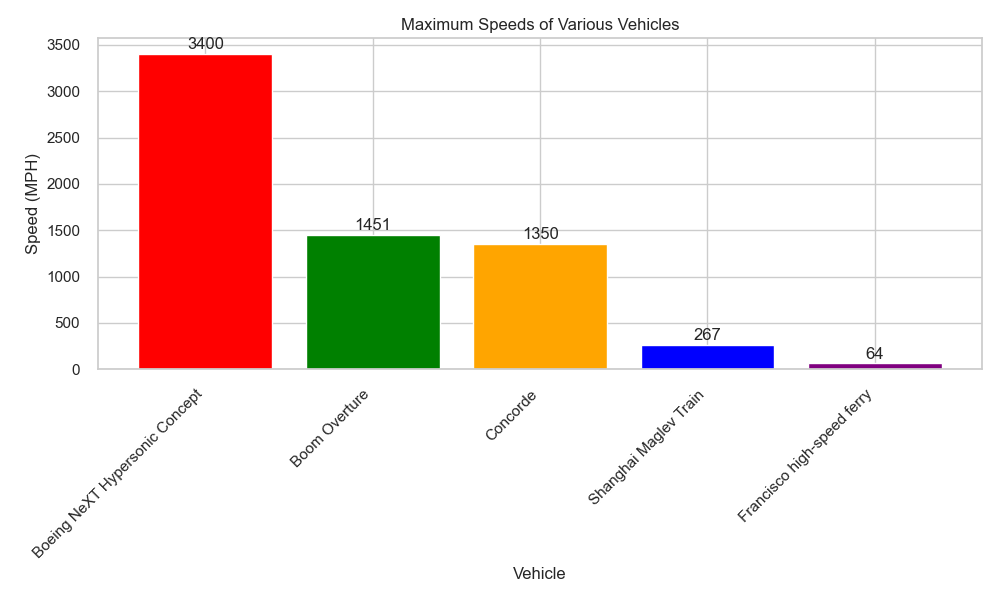 Maximum Speeds of Various Vehicles
Speed (MPH)
3500
3000
2500
2000
1500
1000
500
0
3400
1451
1350
267
64
Boeing NeXT Hypersonic Concept
Boom Overture
Concorde
Shanghai Maglev Train
Francisco high-speed ferry
Vehicle